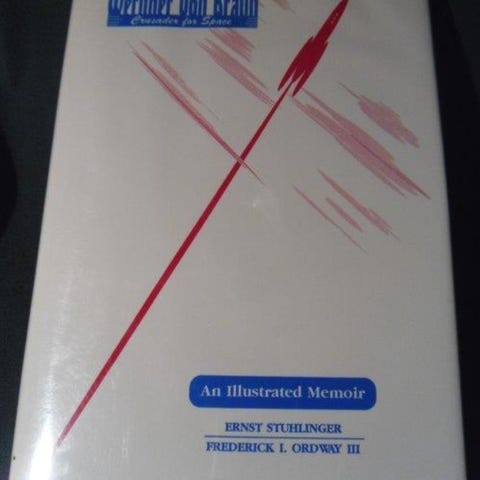 Wernher von Braun
Crusader for Space
An Illustrated Memoir
ERNST STUHLINGER
FREDERICK I. ORDWAY III